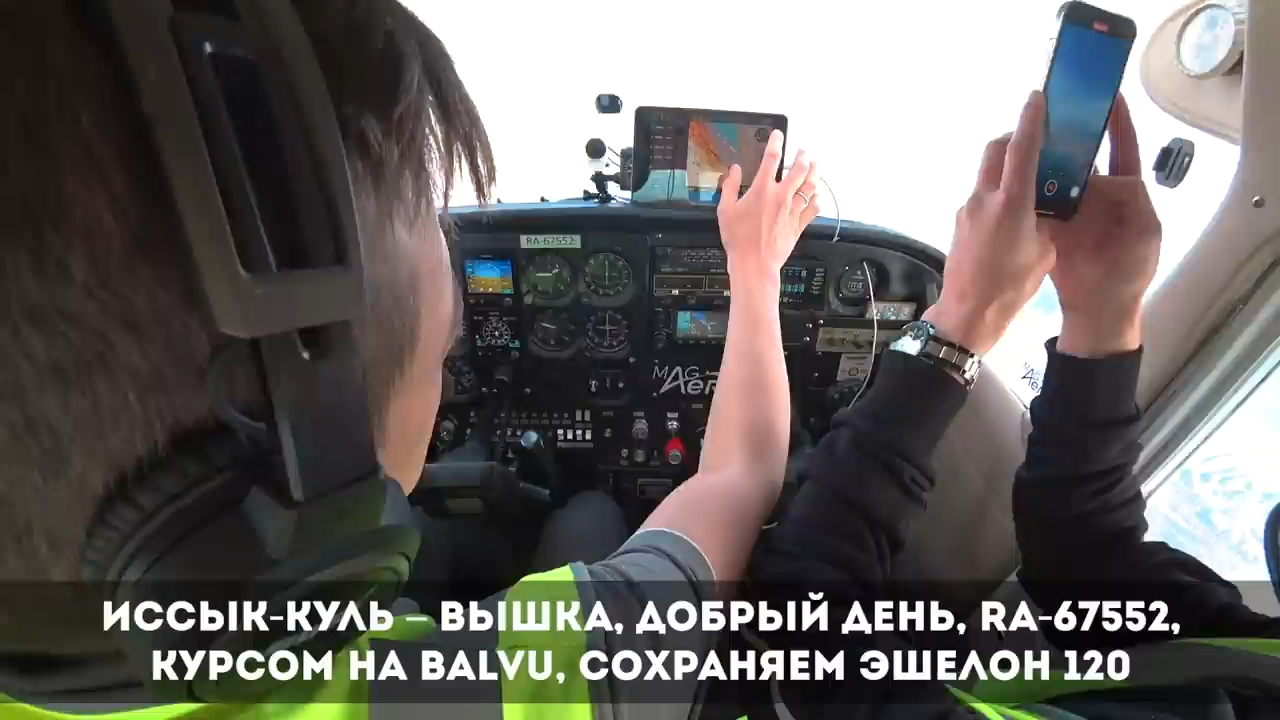 RA-67552
MAG
Aero
ИССЫК-КУЛЬ – ВЫШКА, ДОБРЫЙ ДЕНЬ, RA-67552,
КУРСОМ НА BALVU, СОХРАНЯЕМ ЭШЕЛОН 120